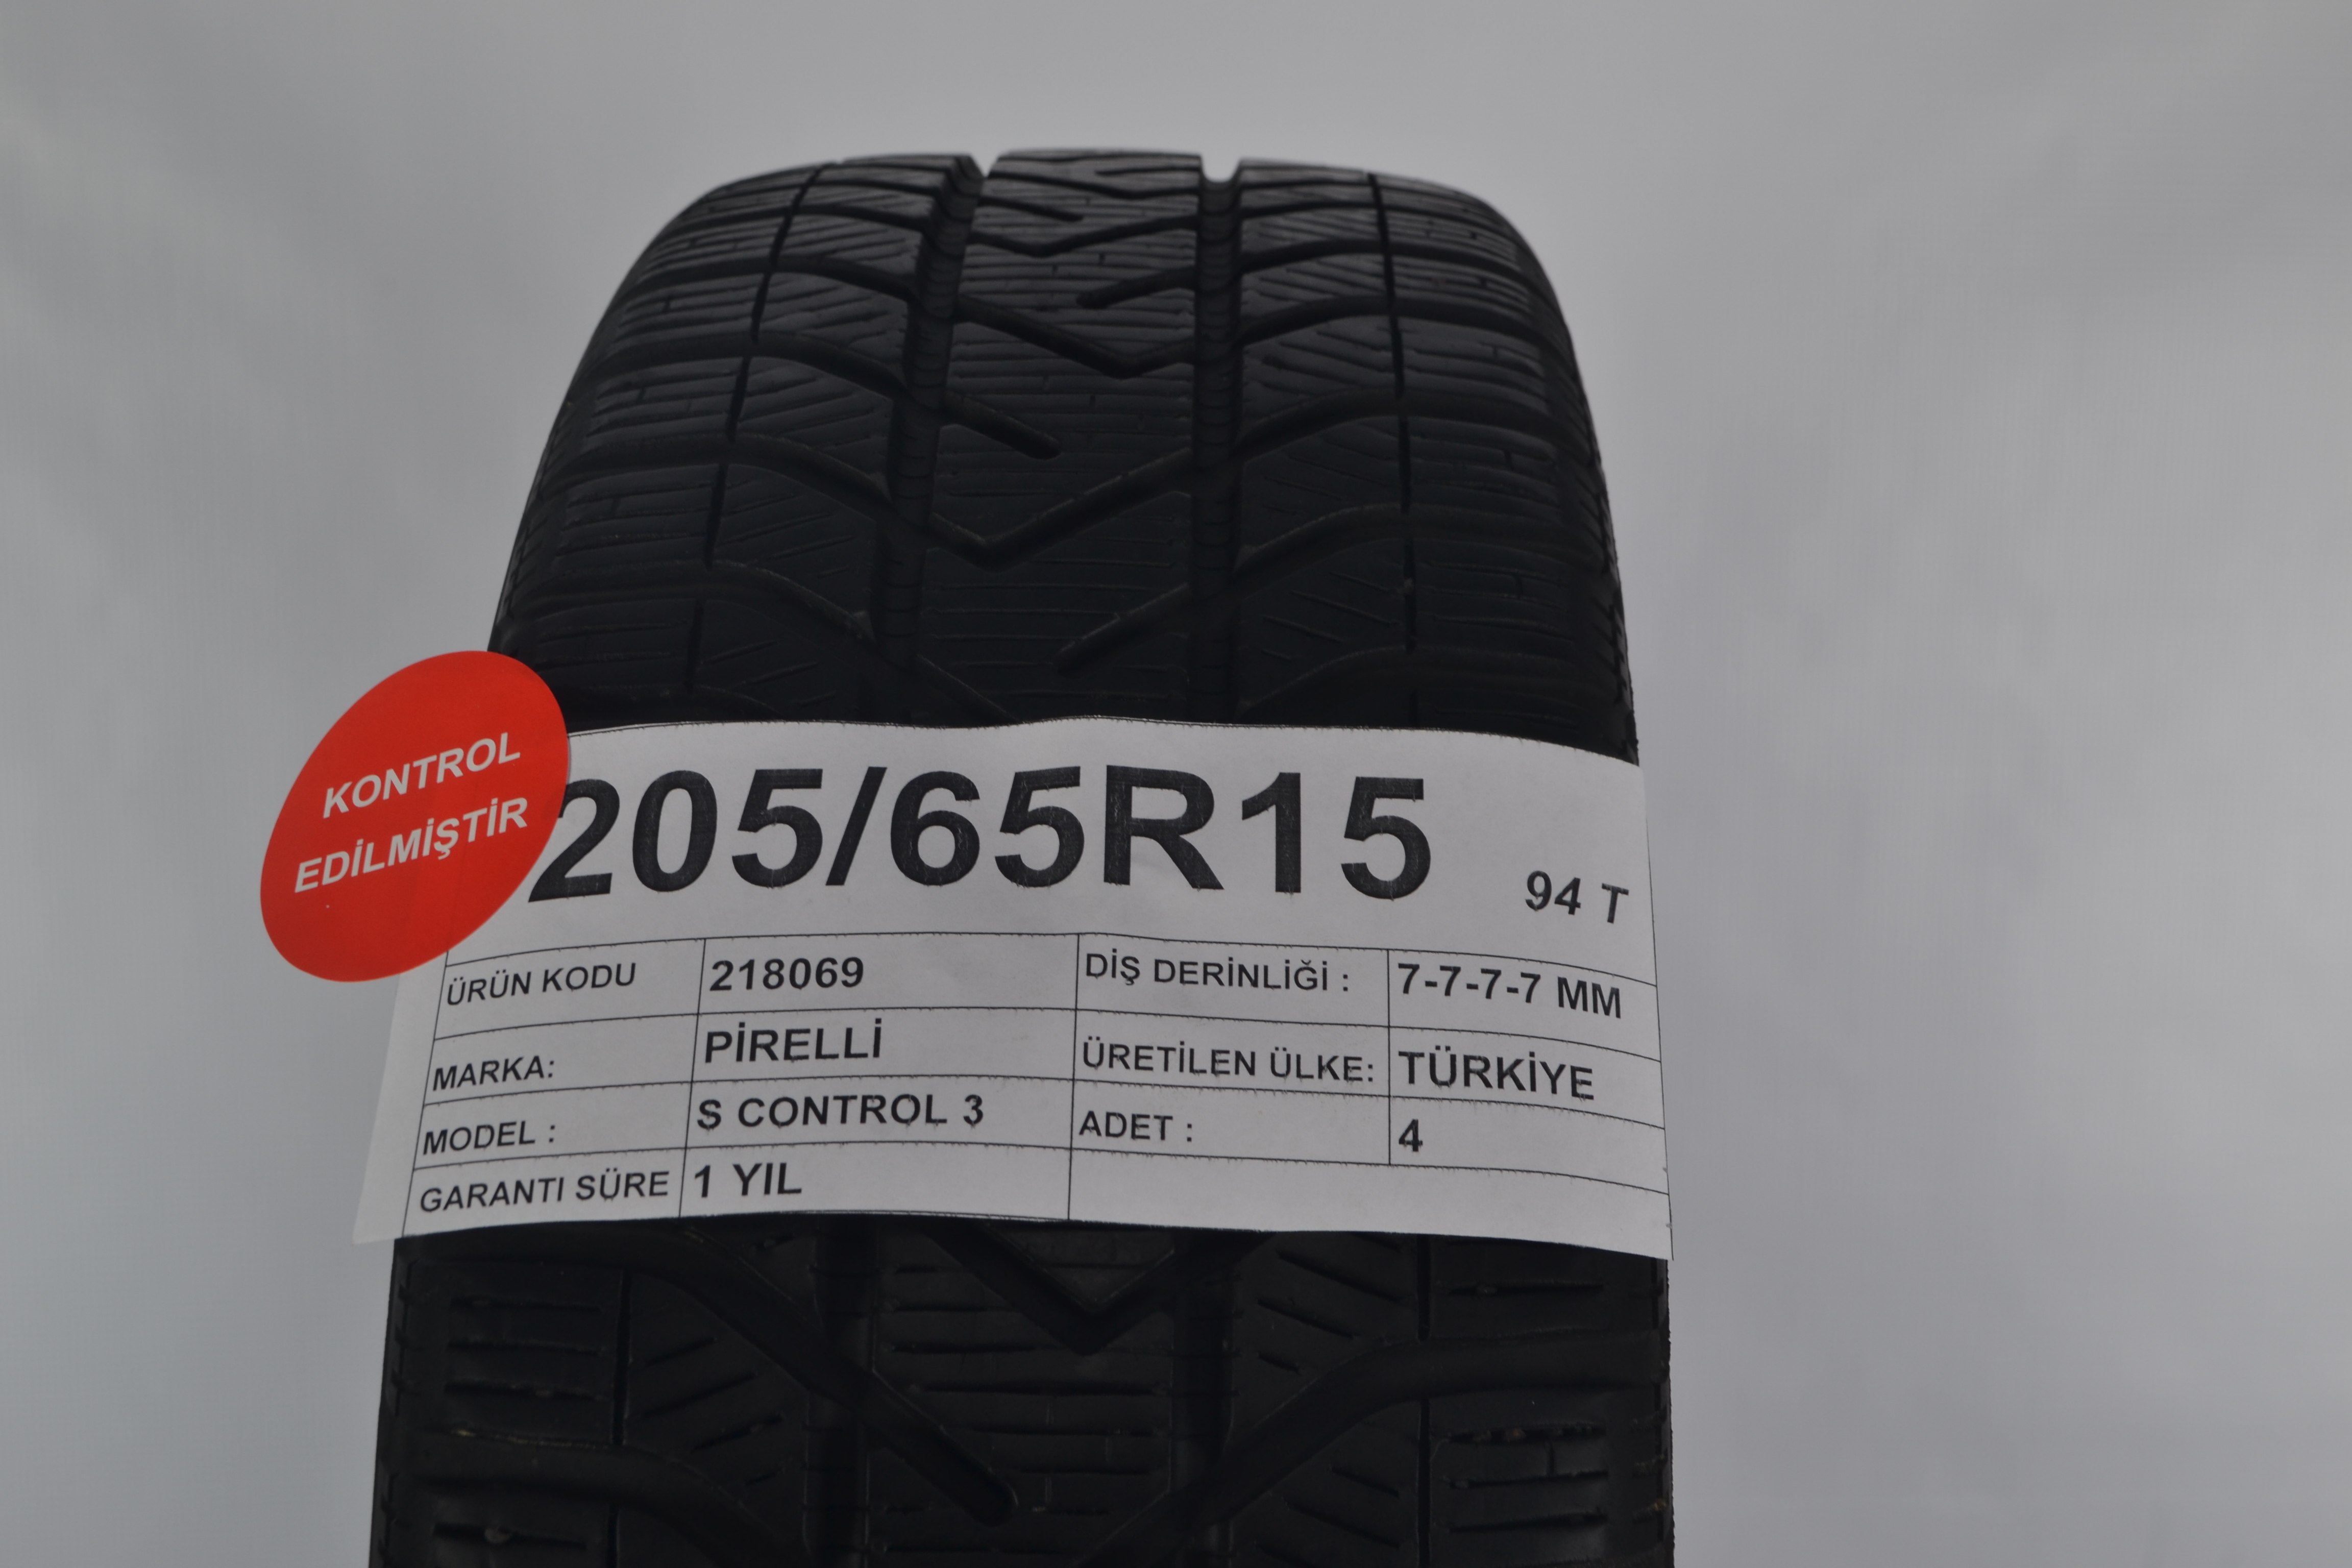 KONTROL
EDİLMİŞTİR
205/65R15 94 T
ÜRÜN KODU 218069 DİŞ DERİNLİĞİ : 7-7-7-7 MM
MARKA: PİRELLİ ÜRETİLEN ÜLKE: TÜRKİYE
MODEL : S CONTROL 3 ADET : 4
GARANTI SÜRE 1 YIL